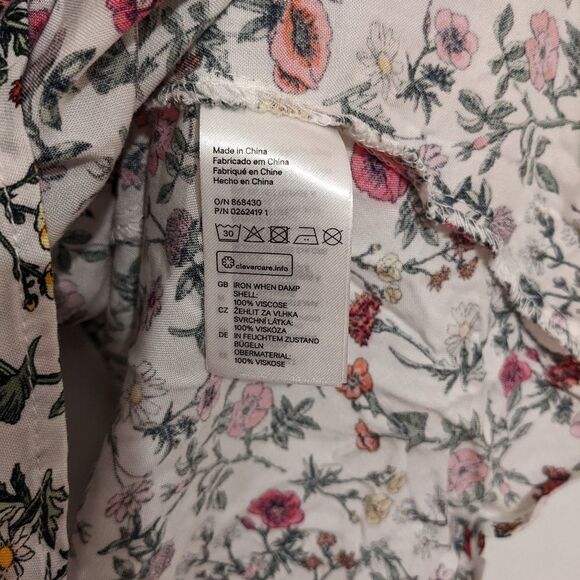 Made in China
Fabricado em China
Fabriqué en Chine
Hecho en China
O/N 868430
P/N 0262419 1
30
clevercare.info
GB IRON WHEN DAMP
SHELL:
100% VISCOSE
CZ ŽEHLIT ZA VLHKA
SVRCHNÍ LÁTKA:
100% VISKÓZA
DE IN FEUCHTEM ZUSTAND
BÜGELN
OBERMATERIAL:
100% VISKOSE